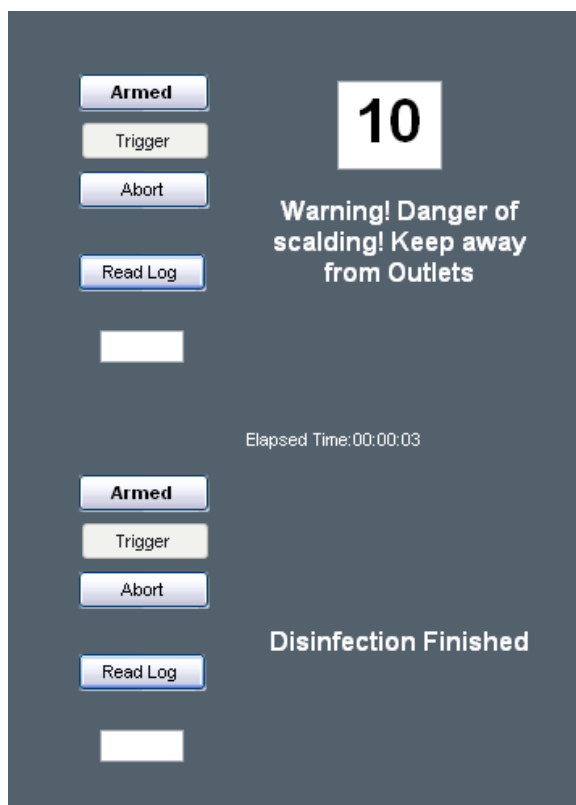 Armed
10
Trigger
Abort
Warning! Danger of
scalding! Keep away
from Outlets
Read Log
Elapsed Time:00:00:03
Armed
Trigger
Abort
Disinfection Finished
Read Log